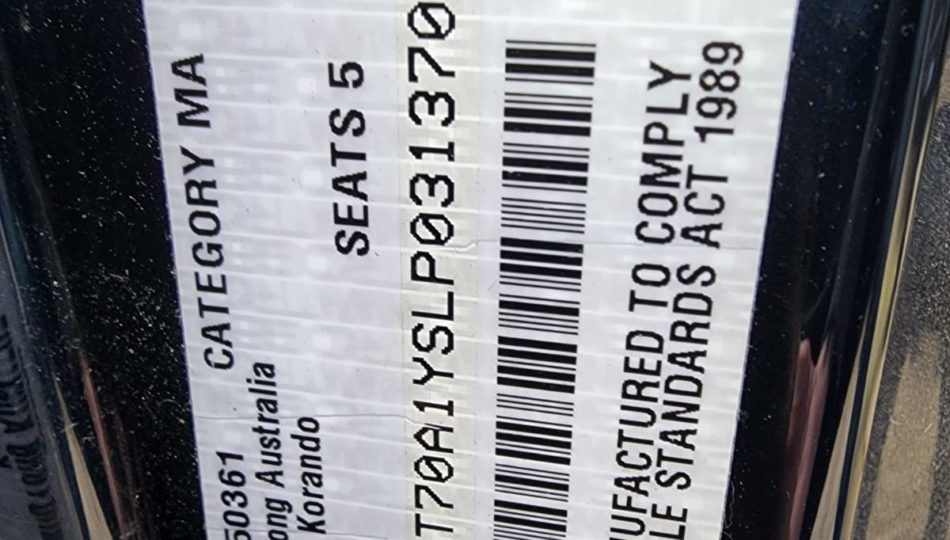 50361 CATEGORY MA
ong Australia
Korando SEATS 5
T70A1YSLP031370
UFACTURED TO COMPLY
LE STANDARDS ACT 1989